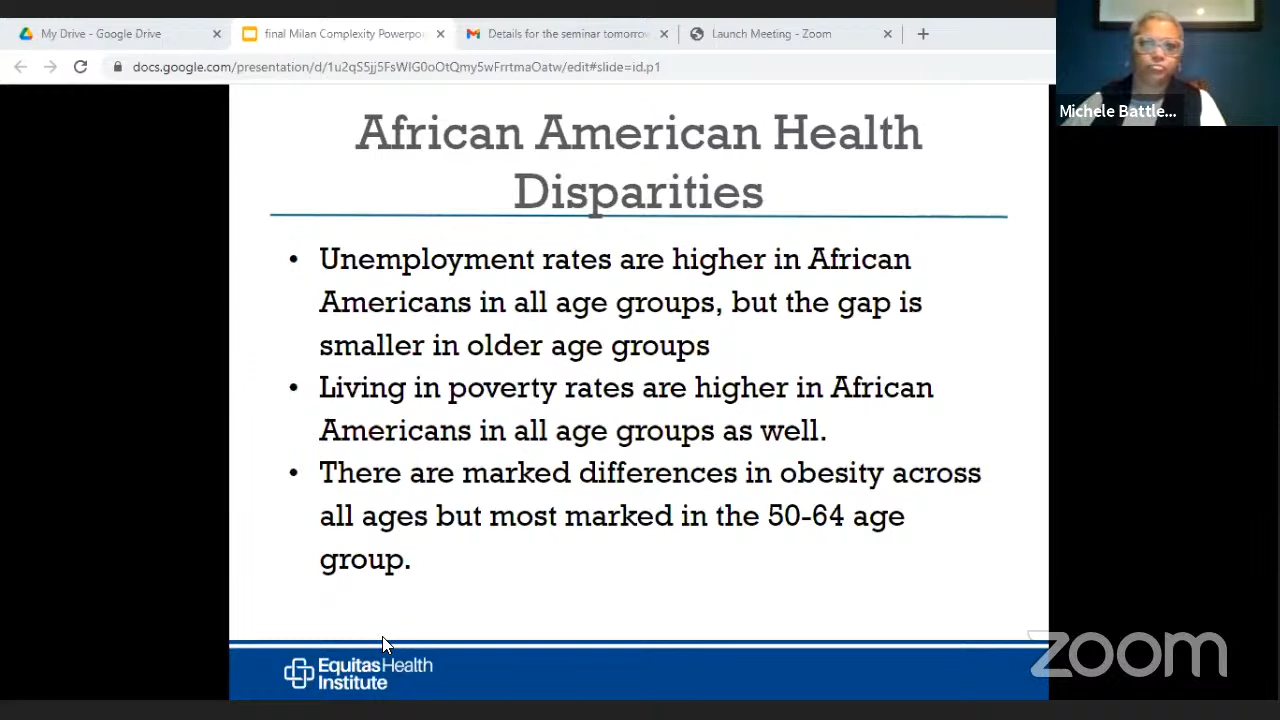 My Drive - Google Drive
final Milan Complexity Powerpo
Details for the seminar tomorrow
Launch Meeting - Zoom
docs.google.com/presentation/d/1u2qS5jj5FsWIG0oOtQmy5wFrrtmaOatw/edit#slide=id.p1
Michele Battle...
African American Health
Disparities
• Unemployment rates are higher in African
Americans in all age groups, but the gap is
smaller in older age groups
• Living in poverty rates are higher in African
Americans in all age groups as well.
• There are marked differences in obesity across
all ages but most marked in the 50-64 age
group.
Equitas Health
Institute
zoom